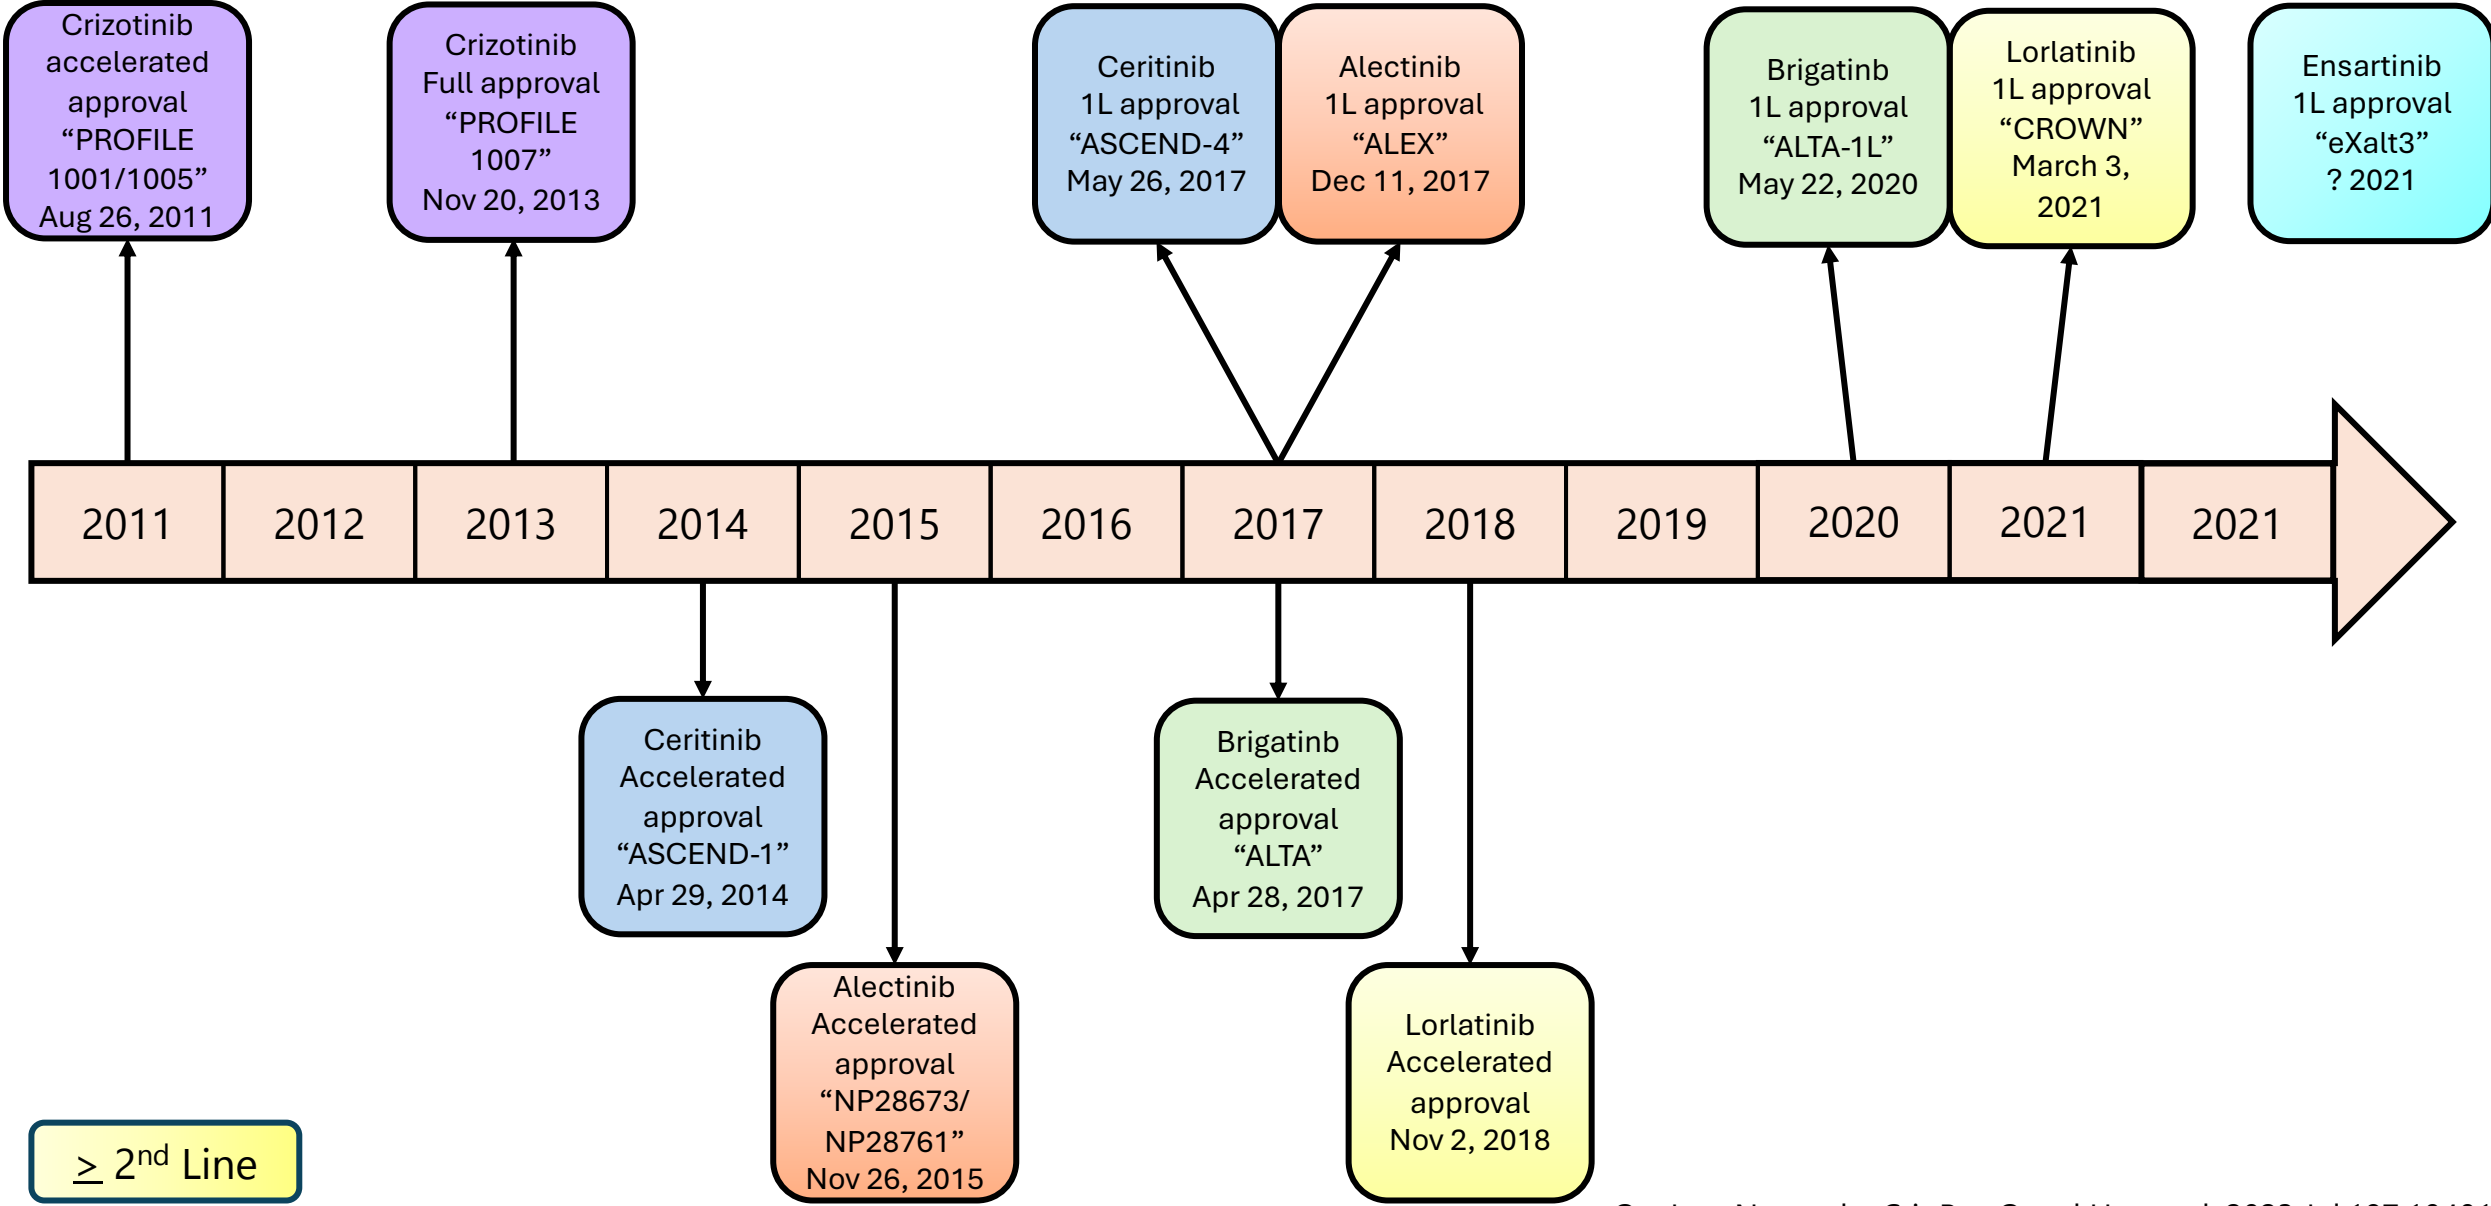 Crizotinib
accelerated
approval
“PROFILE
1001/1005”
Aug 26, 2011
Crizotinib
Full approval
“PROFILE
1007”
Nov 20, 2013
Ceritinib
1L approval
“ASCEND-4”
May 26, 2017
Alectinib
1L approval
“ALEX”
Dec 11, 2017
Brigatinb
1L approval
“ALTA-1L”
May 22, 2020
Lorlatinib
1L approval
“CROWN”
March 3,
2021
Ensartinib
1L approval
“eXalt3”
? 2021
2011 2012 2013 2014 2015 2016 2017 2018 2019 2020 2021 2021
Ceritinib
Accelerated
approval
“ASCEND-1”
Apr 29, 2014
Brigatinb
Accelerated
approval
“ALTA”
Apr 28, 2017
Alectinib
Accelerated
approval
“NP28673/
NP28761”
Nov 26, 2015
Lorlatinib
Accelerated
approval
Nov 2, 2018
≥ 2nd Line